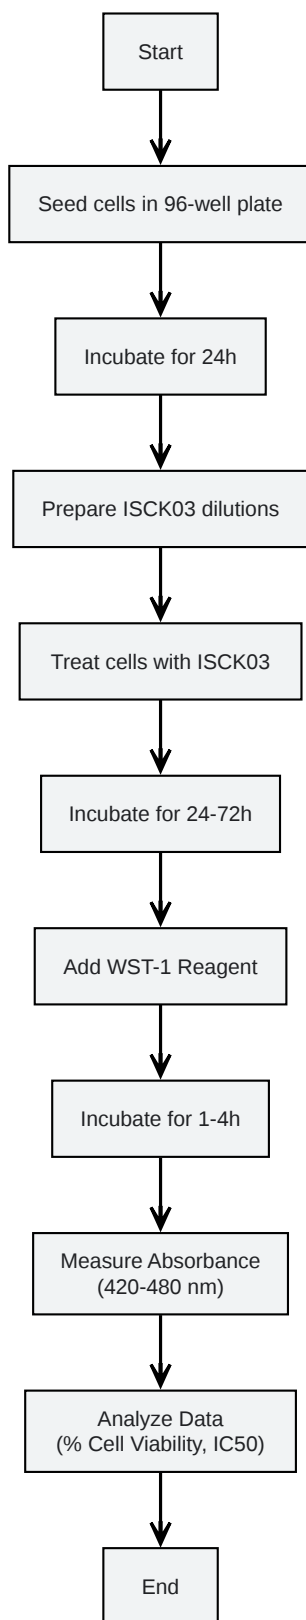 Start
Seed cells in 96-well plate
Incubate for 24h
Prepare ISCK03 dilutions
Treat cells with ISCK03
Incubate for 24-72h
Add WST-1 Reagent
Incubate for 1-4h
Measure Absorbance
(420-480 nm)
Analyze Data
(% Cell Viability, IC50)
End